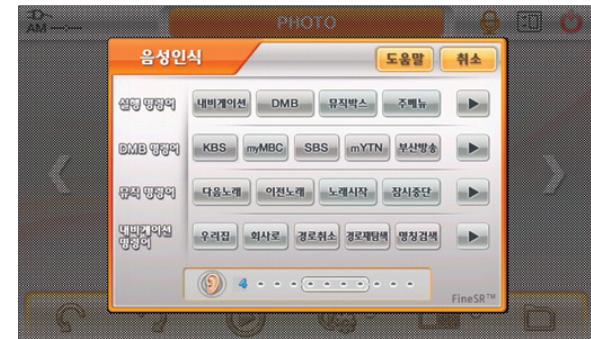 AM --:--
PHOTO
음성인식 도움말 취소
실행 명령어 내비게이션 DMB 뮤직박스 주메뉴
DMB 명령어 KBS myMBC SBS mYTN 부산방송
뮤직 명령어 다음노래 이전노래 노래시작 잠시중단
내비게이션
명령어 우리집 회사로 경로취소 경로재탐색 명칭검색
4
FineSR™